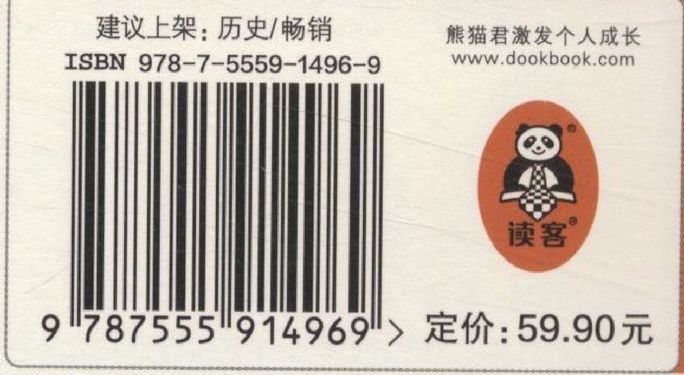 建议上架：历史/畅销
ISBN 978-7-5559-1496-9
9 787555 914969 >
熊猫君激发个人成长
www.dookbook.com
®
读客®
定价：59.90元